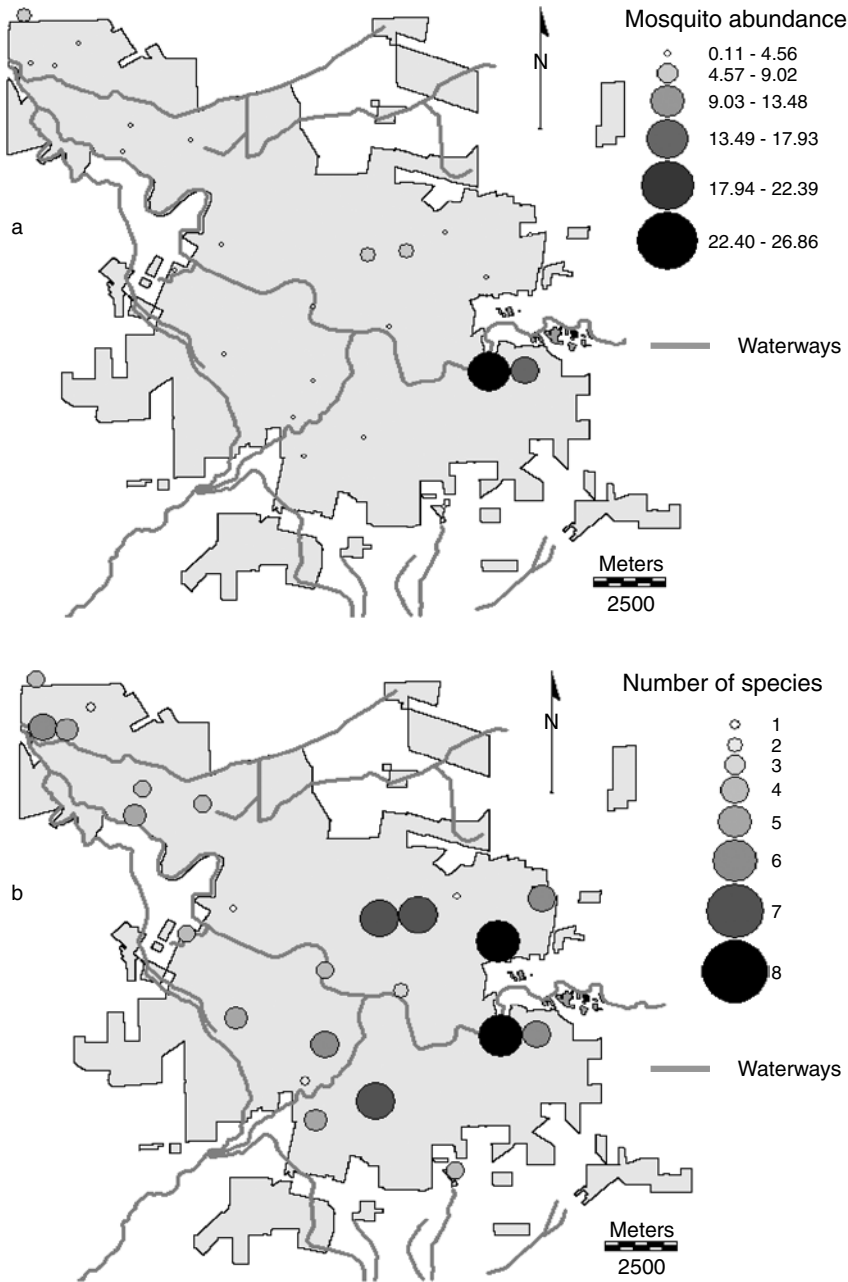 Mosquito abundance
0.11 - 4.56
4.57 - 9.02
9.03 - 13.48
13.49 - 17.93
17.94 - 22.39
22.40 - 26.86
N
a
Waterways
Meters
2500
Number of species
1
2
3
4
5
6
7
8
N
b
Waterways
Meters
2500